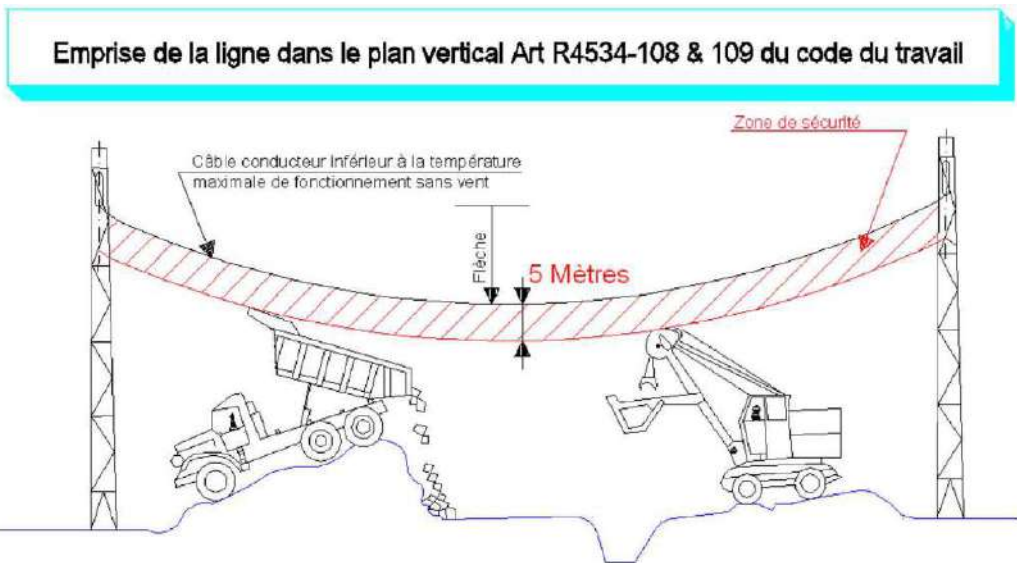 Emprise de la ligne dans le plan vertical Art R4534-108 & 109 du code du travail
Zone de sécurité
Câble conducteur inférieur à la température
maximale de fonctionnement sans vent
Flèche
5 Mètres